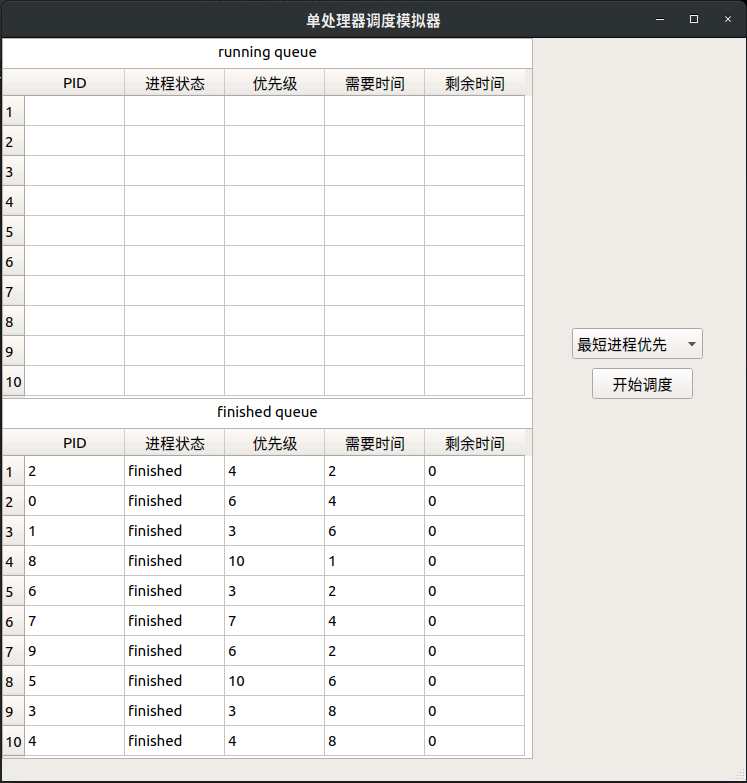 单处理器调度模拟器
running queue
PID 进程状态 优先级 需要时间 剩余时间
1
2
3
4
5
6
7
8
9
10
finished queue
PID 进程状态 优先级 需要时间 剩余时间
1 2 finished 4 2 0
2 0 finished 6 4 0
3 1 finished 3 6 0
4 8 finished 10 1 0
5 6 finished 3 2 0
6 7 finished 7 4 0
7 9 finished 6 2 0
8 5 finished 10 6 0
9 3 finished 3 8 0
10 4 finished 4 8 0
最短进程优先
开始调度